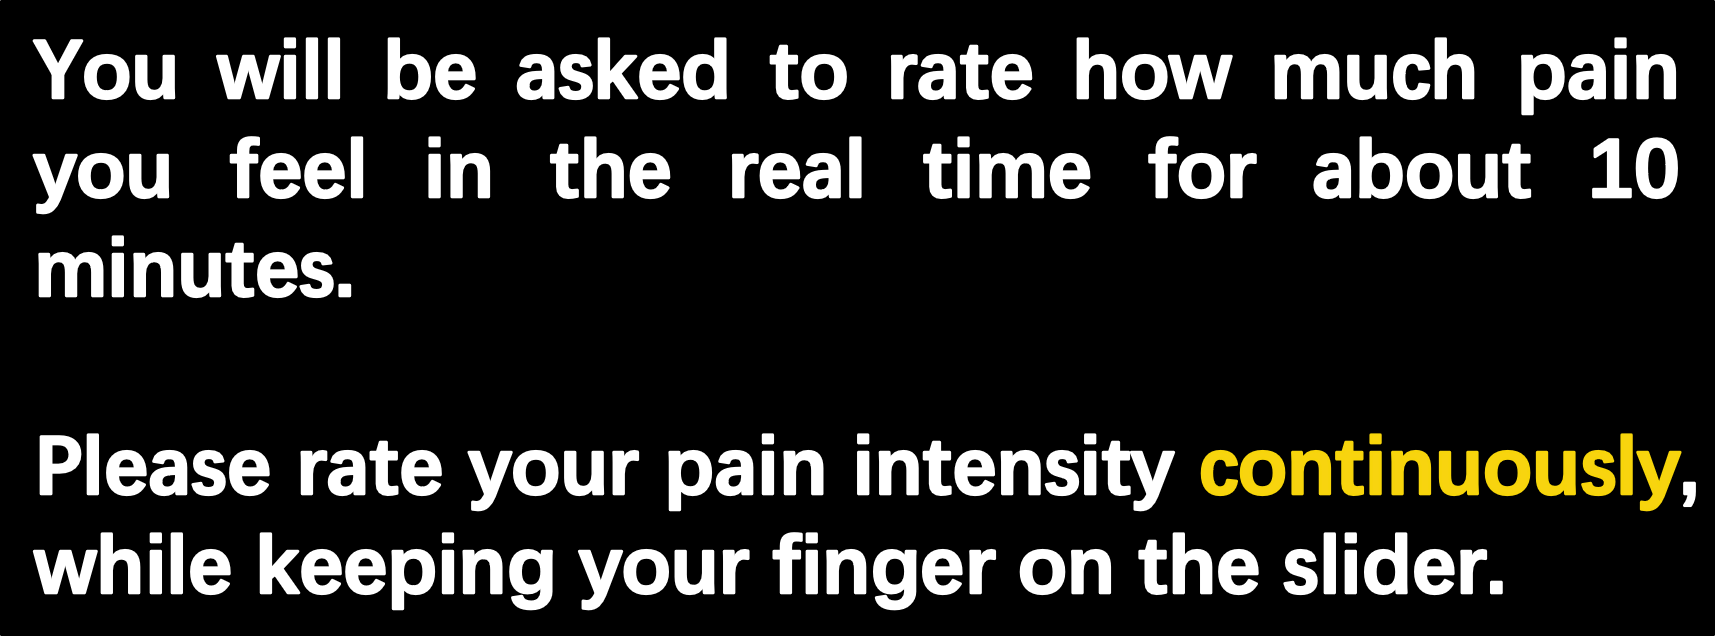 You will be asked to rate how much pain
you feel in the real time for about 10
minutes.
Please rate your pain intensity continuously,
while keeping your finger on the slider.